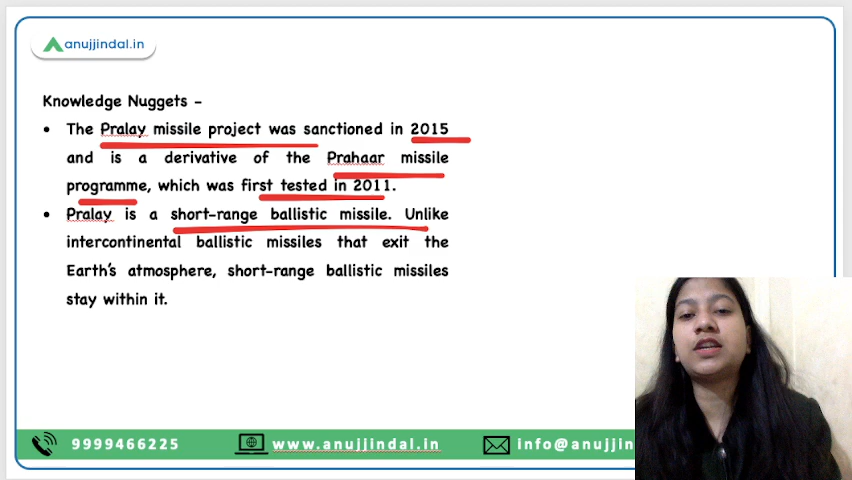 anujjindal.in
Knowledge Nuggets -
• The Pralay missile project was sanctioned in 2015
and is a derivative of the Prahaar missile
programme, which was first tested in 2011.
• Pralay is a short-range ballistic missile. Unlike
intercontinental ballistic missiles that exit the
Earth's atmosphere, short-range ballistic missiles
stay within it.
9999466225 www.anujjindal.in info@anujjin